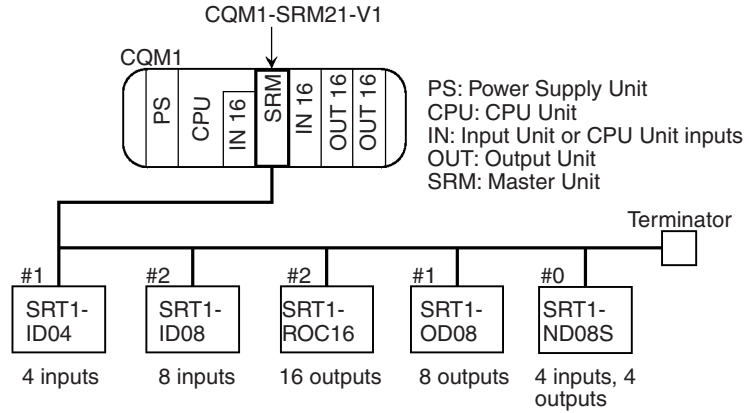 CQM1-SRM21-V1
CQM1
PS
CPU
IN 16
SRM
IN 16
OUT 16
OUT 16
PS: Power Supply Unit
CPU: CPU Unit
IN: Input Unit or CPU Unit inputs
OUT: Output Unit
SRM: Master Unit
Terminator
#1
#2
#2
#1
#0
SRT1-
ID04
SRT1-
ID08
SRT1-
ROC16
SRT1-
OD08
SRT1-
ND08S
4 inputs
8 inputs
16 outputs
8 outputs
4 inputs, 4
outputs